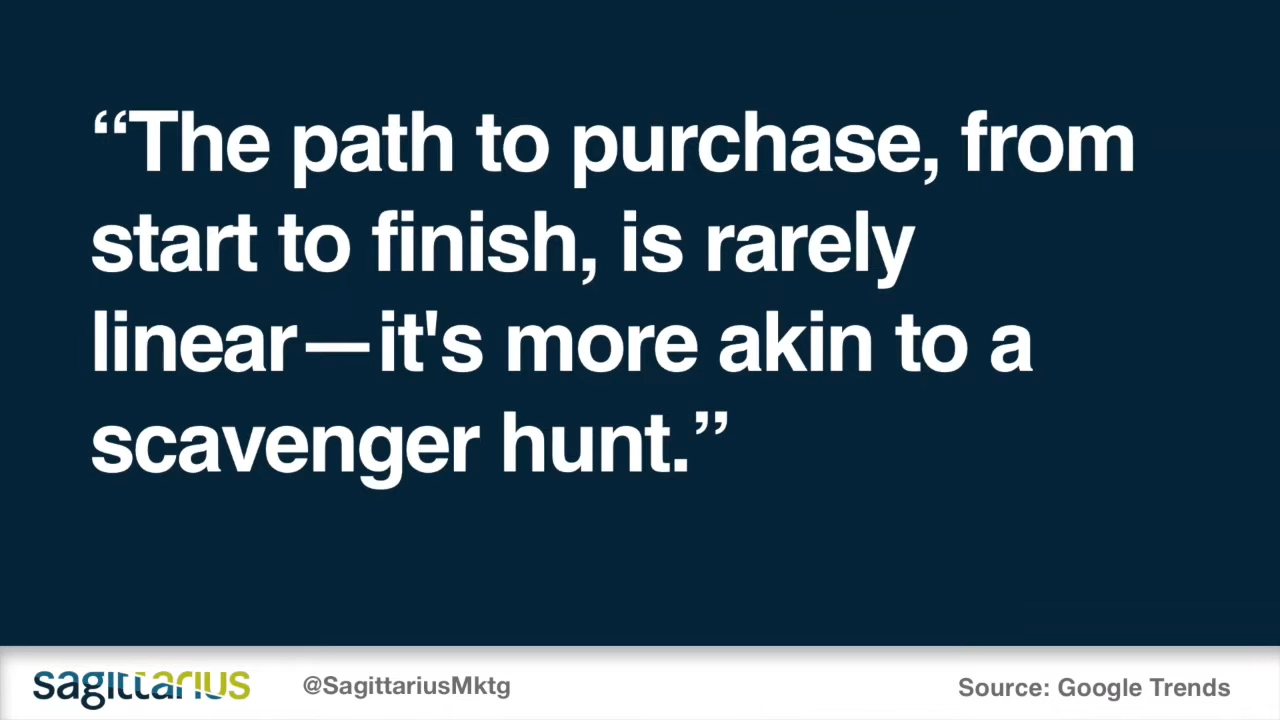 “The path to purchase, from
start to finish, is rarely
linear—it's more akin to a
scavenger hunt.”
sagittarius
@SagittariusMktg
Source: Google Trends